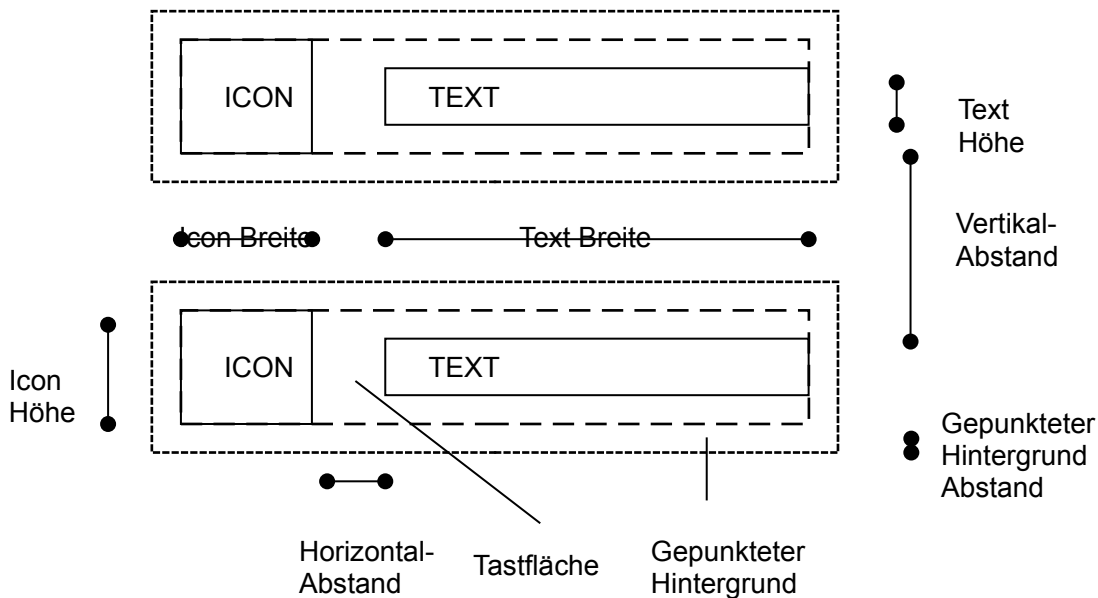 ICON
TEXT
Text
Höhe
Icon Breite
Text Breite
Vertikal-
Abstand
ICON
TEXT
Icon
Höhe
Gepunkteter
Hintergrund
Abstand
Horizontal-
Abstand
Tastfläche
Gepunkteter
Hintergrund